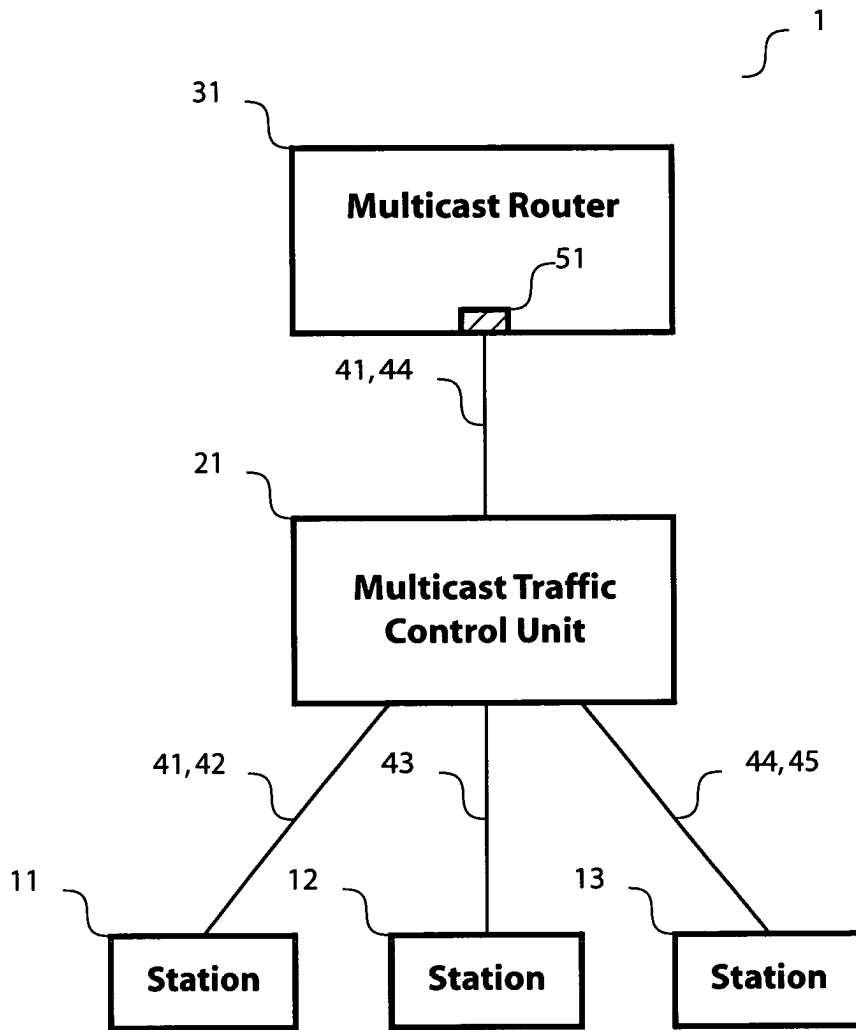 1
31
Multicast Router
51
41, 44
21
Multicast Traffic
Control Unit
41, 42
43
44, 45
11
12
13
Station
Station
Station